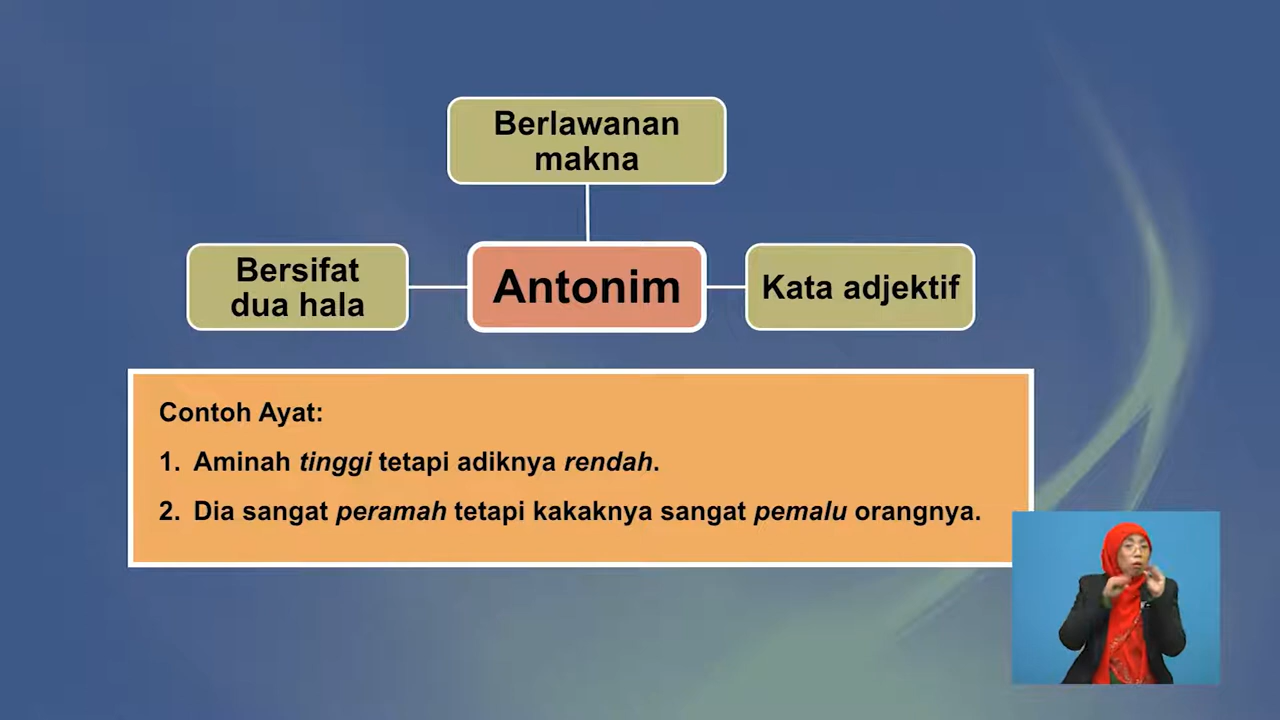 Berlawanan
makna
Bersifat
dua hala
Antonim
Kata adjektif
Contoh Ayat:
1. Aminah tinggi tetapi adiknya rendah.
2. Dia sangat peramah tetapi kakaknya sangat pemalu orangnya.